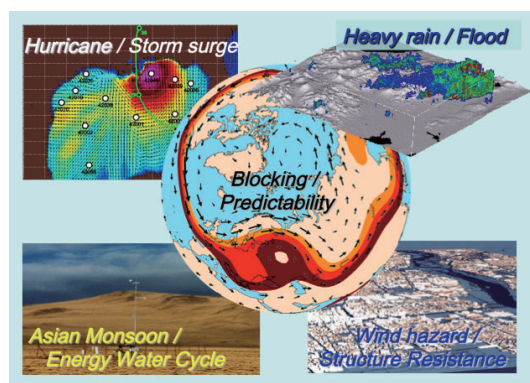 Hurricane / Storm surge
Heavy rain / Flood
Blocking /
Predictability
Asian Monsoon /
Energy Water Cycle
Wind hazard /
Structure Resistance